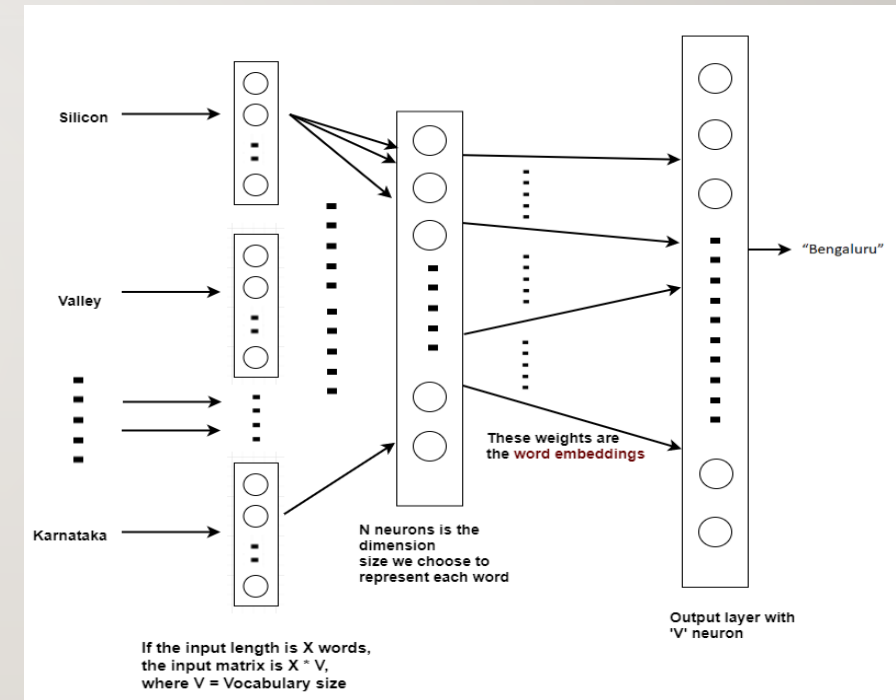 Silicon
Valley
Karnataka
If the input length is X words,
the input matrix is X * V,
where V = Vocabulary size
N neurons is the
dimension
size we choose to
represent each word
These weights are
the word embeddings
“Bengaluru”
Output layer with
'V' neuron